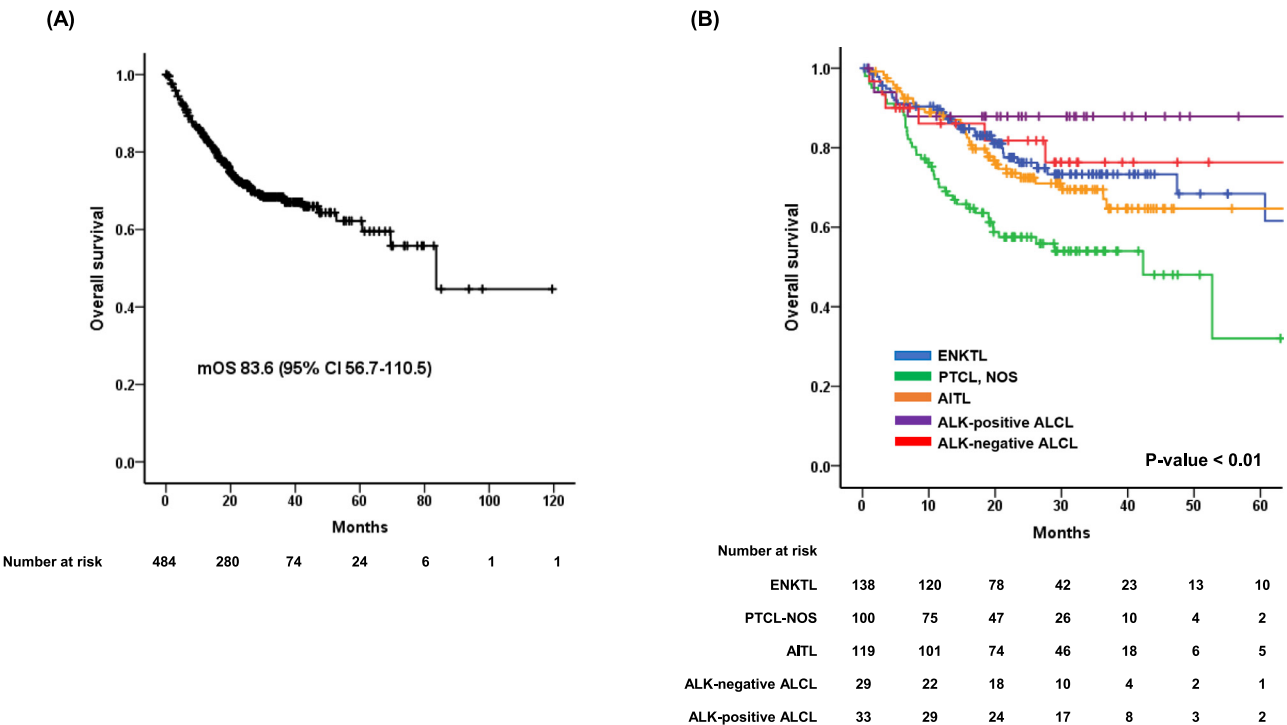 (A)
1.0
0.8
0.6
0.4
0.2
0.0
Overall survival
mOS 83.6 (95% CI 56.7-110.5)
0 20 40 60 80 100 120
Months
Number at risk 484 280 74 24 6 1 1
(B)
1.0
0.8
0.6
0.4
0.2
0.0
Overall survival
ENKTL
PTCL, NOS
AITL
ALK-positive ALCL
ALK-negative ALCL
P-value < 0.01
0 10 20 30 40 50 60
Months
Number at risk
ENKTL 138 120 78 42 23 13 10
PTCL-NOS 100 75 47 26 10 4 2
AITL 119 101 74 46 18 6 5
ALK-negative ALCL 29 22 18 10 4 2 1
ALK-positive ALCL 33 29 24 17 8 3 2